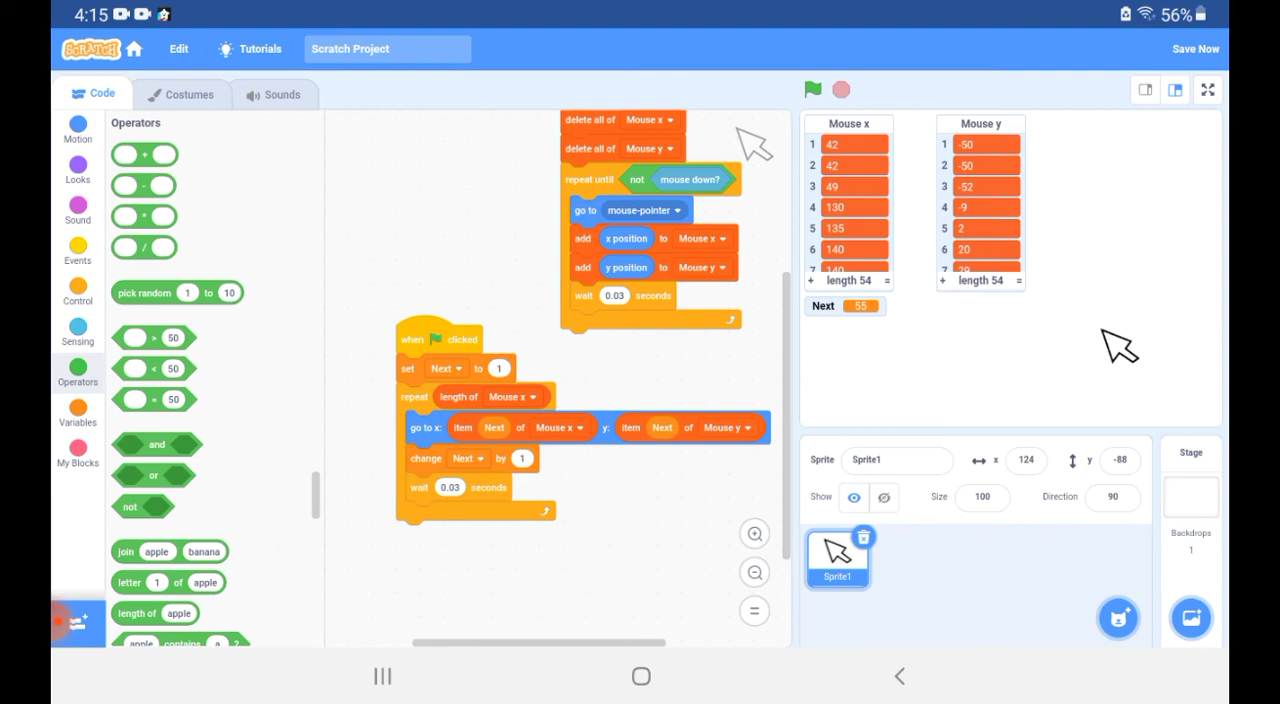 4:15
56%
SCRATCH Edit Tutorials Scratch Project Save Now
Code Costumes Sounds
Motion
Looks
Sound
Events
Control
Sensing
Operators
Variables
My Blocks
Operators
+
-
*
/
pick random 1 to 10
> 50
< 50
= 50
and
or
not
join apple banana
letter 1 of apple
length of apple
apple contains a ?
delete all of Mouse x
delete all of Mouse y
repeat until not mouse down?
go to mouse-pointer
add x position to Mouse x
add y position to Mouse y
wait 0.03 seconds
when clicked
set Next to 1
repeat length of Mouse x
go to x: item Next of Mouse x y: item Next of Mouse y
change Next by 1
wait 0.03 seconds
Mouse x
1 42
2 42
3 49
4 130
5 135
6 140
7 140
+ length 54 =
Mouse y
1 -50
2 -50
3 -52
4 -9
5 2
6 20
7 29
+ length 54 =
Next 55
Sprite Sprite1 x 124 y -88
Show Size 100 Direction 90
Sprite1
Stage
Backdrops
1